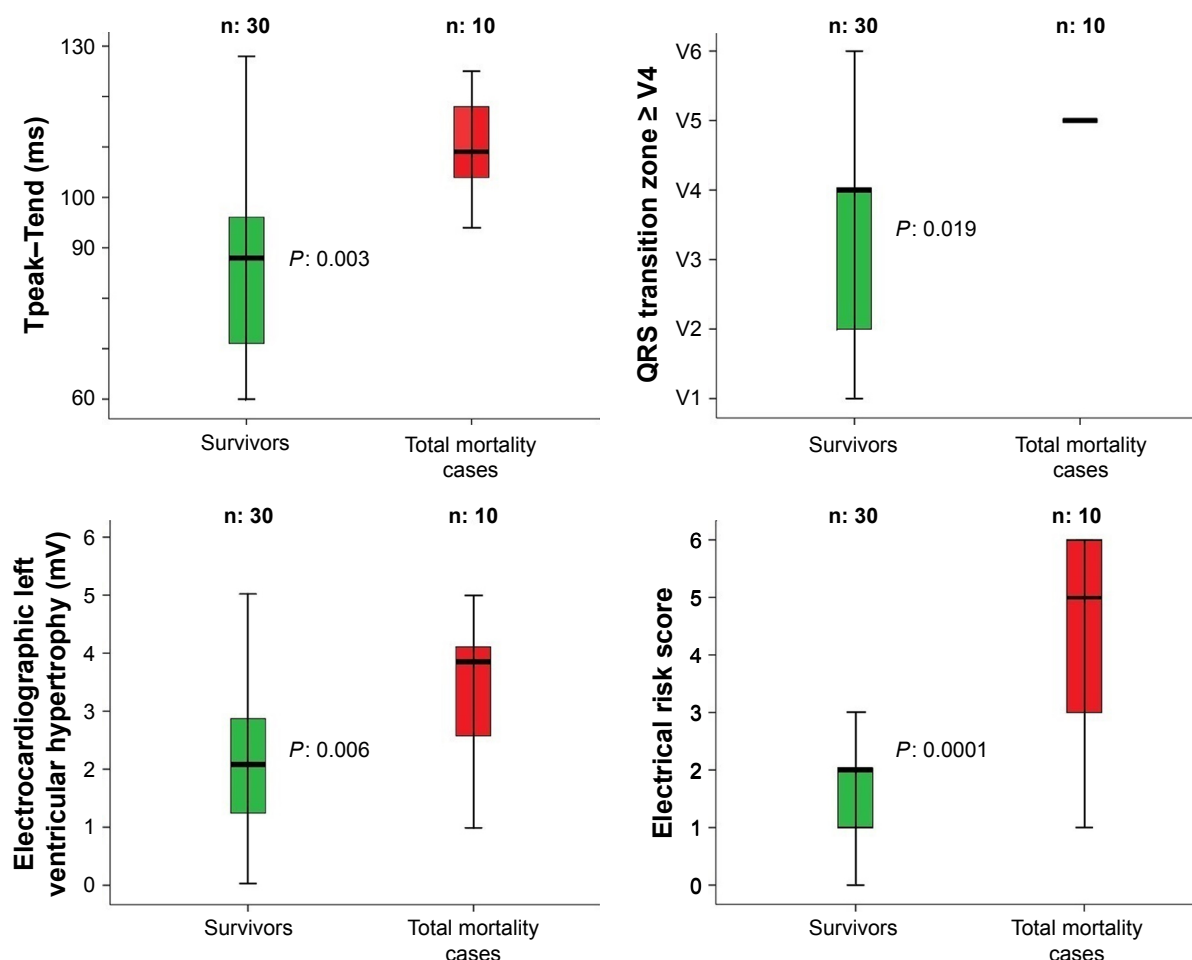 n: 30
n: 10
Tpeak–Tend (ms)
130
100
90
60
P: 0.003
Survivors
Total mortality
cases
n: 30
n: 10
QRS transition zone ≥ V4
V6
V5
V4
V3
V2
V1
P: 0.019
Survivors
Total mortality
cases
n: 30
n: 10
Electrocardiographic left
ventricular hypertrophy (mV)
6
5
4
3
2
1
0
P: 0.006
Survivors
Total mortality
cases
n: 30
n: 10
Electrical risk score
6
5
4
3
2
1
0
P: 0.0001
Survivors
Total mortality
cases